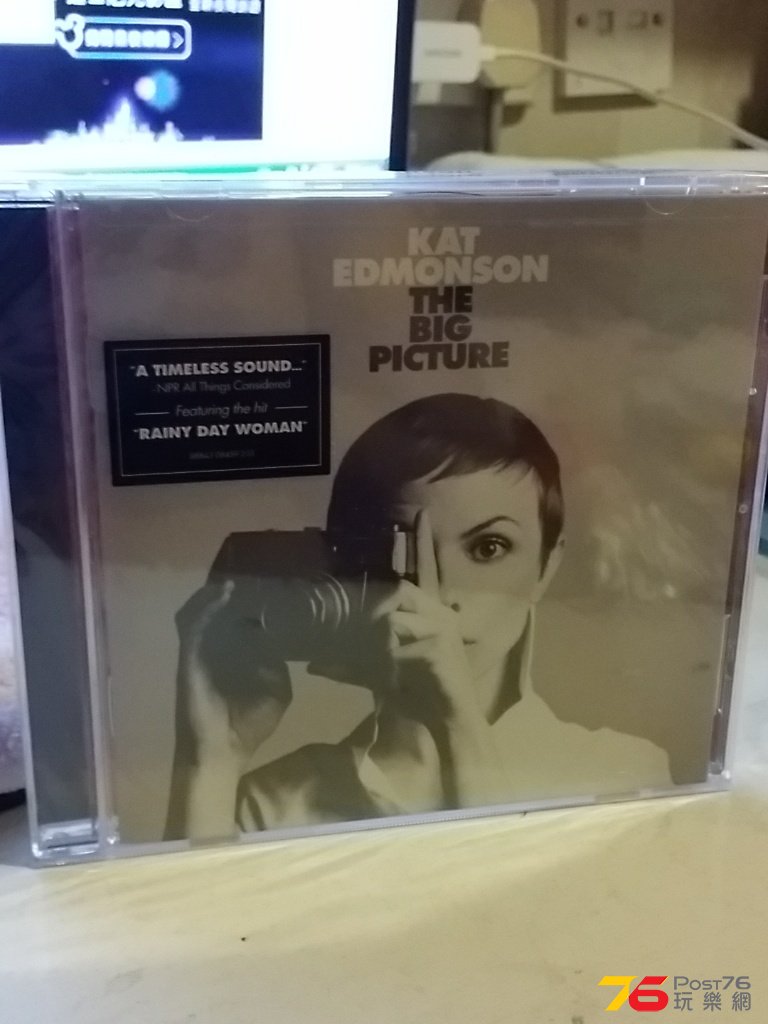 KAT
EDMONSON
THE
BIG
PICTURE
"A TIMELESS SOUND..."
- NPR All Things Considered
Featuring the hit
"RAINY DAY WOMAN"
76 POST76
玩樂網